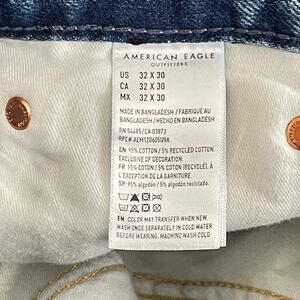 AMERICAN EAGLE
OUTFITTERS
US 32 X 30
CA 32 X 30
MX 32 X 30
MADE IN BANGLADESH / FABRIQUÉ AU
BANGLADESH / HECHO EN BANGLADESH
RN 54485/CA 03873
RFC# AEM120605U9A
EN 95% COTTON / 5% RECYCLED COTTON.
EXCLUSIVE OF DECORATION.
FR 95% COTON / 5% COTON (RECYCLÉ) À
L'EXCEPTION DE LA GARNITURE.
SP 95% algodón / 5% algodón reciclado.
EN COLOR MAY TRANSFER WHEN NEW.
WASH ONCE SEPARATELY IN COLD WATER
BEFORE WEARING. MACHINE WASH COLD